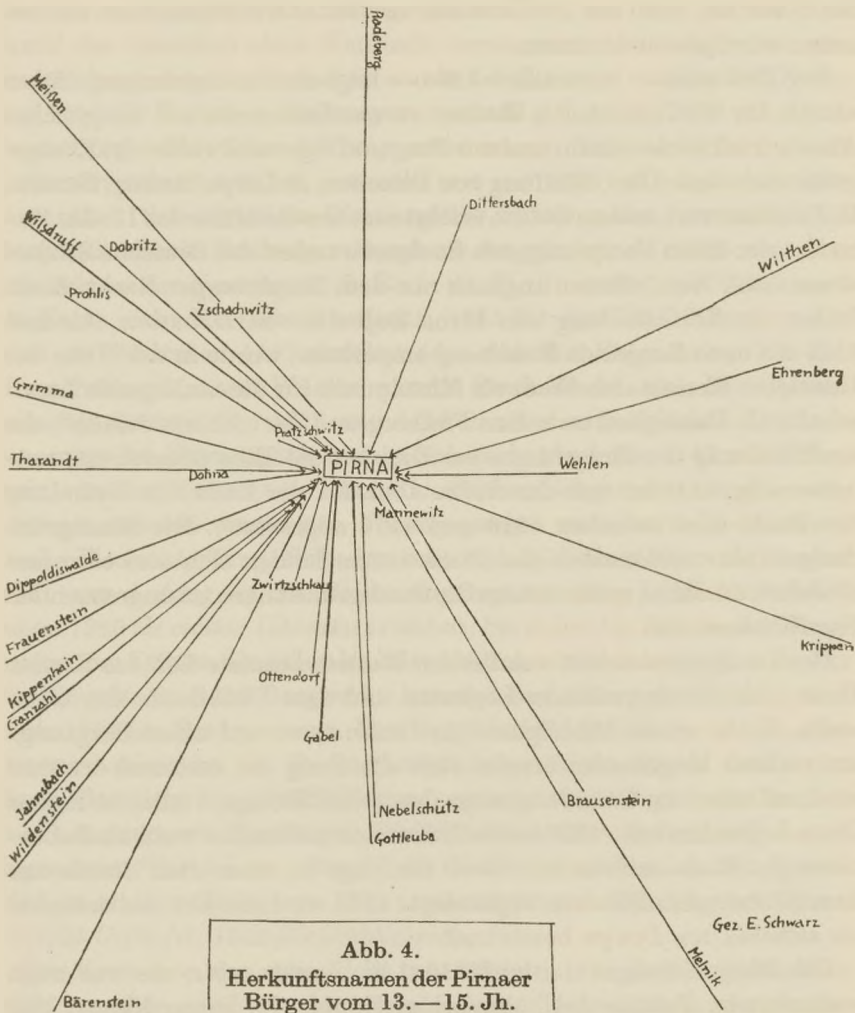 Radeberg
Meißen
Dittersbach
Wilsdruff
Dobritz
Wilthen
Prohlis
Zschachwitz
Ehrenberg
Grimma
Pratzschwitz
Tharandt
Dohna
PIRNA
Wehlen
Mannewitz
Dippoldiswalde
Zwirtzschkau
Frauenstein
Krippen
Kippenhain
Cranzahl
Ottendorf
Gabel
Jahnsbach
Wildenstein
Nebelschütz
Brausenstein
Gottleuba
Gez. E. Schwarz
Melnik
Bärenstein
Abb. 4.
Herkunftsnamen der Pirnaer
Bürger vom 13.—15. Jh.